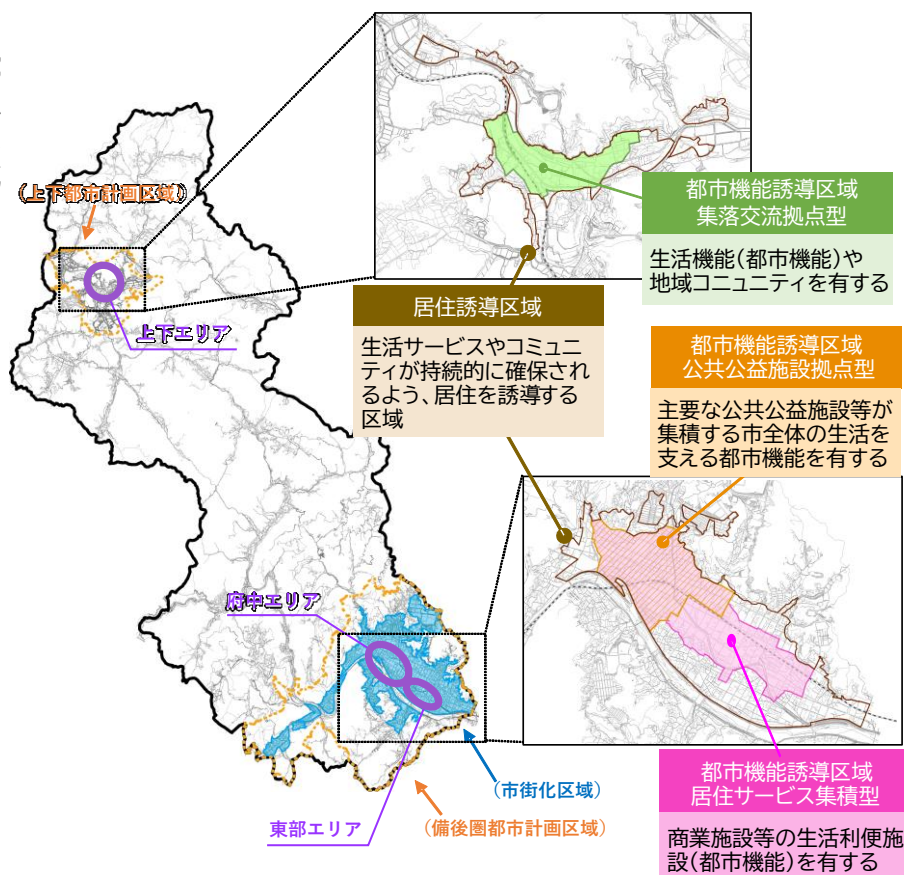 (上下都市計画区域)
上下エリア
都市機能誘導区域
集落交流拠点型
生活機能(都市機能)や
地域コニュニティを有する
居住誘導区域
生活サービスやコミュニ
ティが持続的に確保され
るよう、居住を誘導する
区域
都市機能誘導区域
公共公益施設拠点型
主要な公共公益施設等が
集積する市全体の生活を
支える都市機能を有する
府中エリア
東部エリア
(市街化区域)
(備後圏都市計画区域)
都市機能誘導区域
居住サービス集積型
商業施設等の生活利便施
設(都市機能)を有する